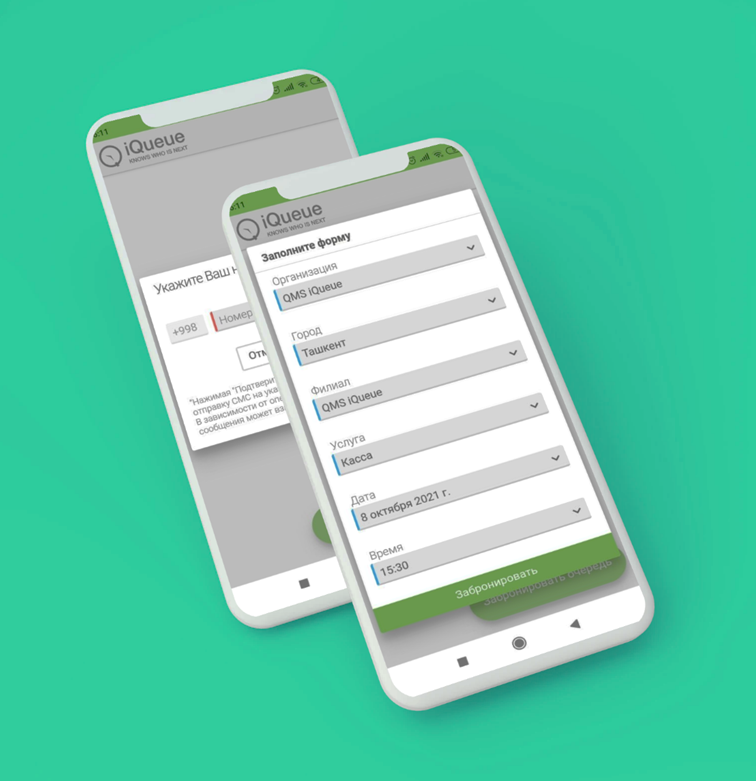 :11
iQueue
KNOWS WHO IS NEXT
Укажите Ваш
+998
Номер
"Нажимая "Подтверди
отправку СМС на ука
В зависимости от опе
сообщения может вз
:11
iQueue
KNOWS WHO IS NEXT
Заполните форму
Организация
QMS iQueue
Город
Ташкент
Филиал
QMS iQueue
Услуга
Касса
Дата
8 октября 2021 г.
Время
15:30
Забронировать
Забронировать очередь